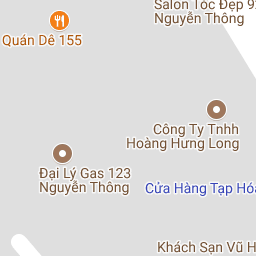 Salon Tóc Đẹp
Nguyễn Thông
Quán Dê 155
Công Ty Tnhh
Hoàng Hưng Long
Đại Lý Gas 123
Nguyễn Thông
Cửa Hàng Tạp
Khách Sạn Vũ